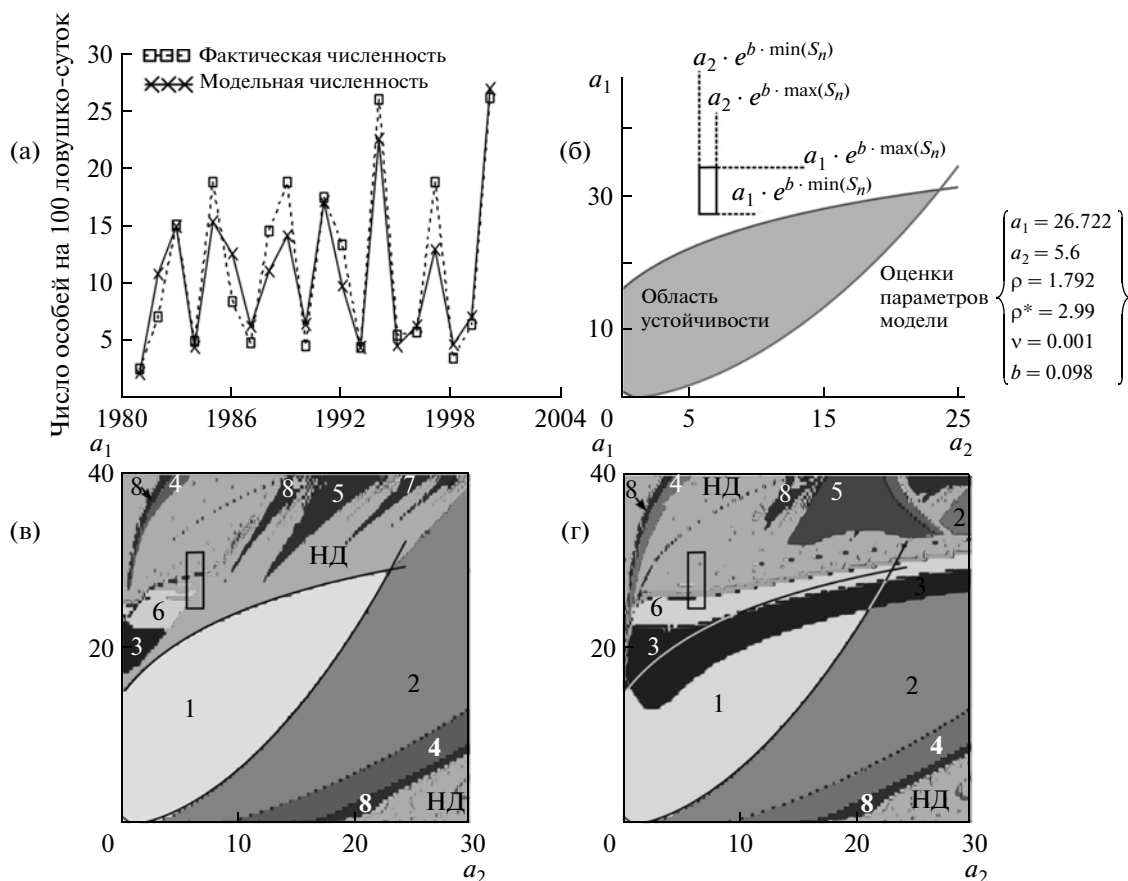 (а)
Число особей на 100 ловушко-суток
30
25
20
15
10
5
1980 1986 1992 1998 2004
Фактическая численность
Модельная численность
(б)
a₁
30
10
0 5 15 25
a₂
a₂ · e^{b · min(Sₙ)}
a₂ · e^{b · max(Sₙ)}
a₁ · e^{b · max(Sₙ)}
a₁ · e^{b · min(Sₙ)}
Область
устойчивости
Оценки
параметров
модели
a₁ = 26.722
a₂ = 5.6
ρ = 1.792
ρ* = 2.99
ν = 0.001
b = 0.098
(в)
a₁
40
20
0 10 20 30
a₂
8 4 8 5 7
НД
6
3
1
2
4
8
НД
(г)
a₁
40
20
0 10 20 30
a₂
8 4 НД 8 5
2
6
3
3
1
2
4
8
НД